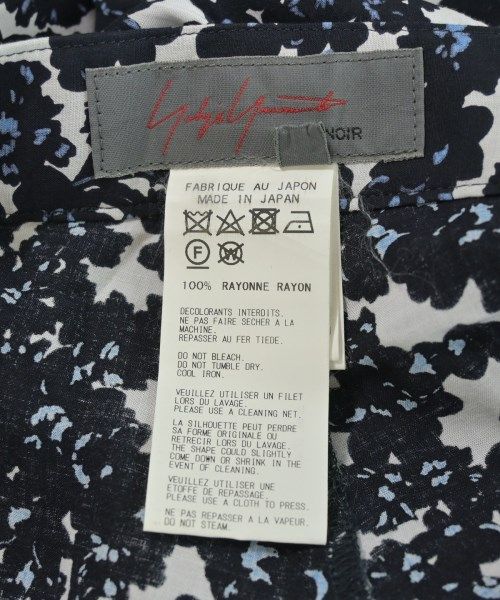 Yohji Yamamoto
NOIR
FABRIQUE AU JAPON
MADE IN JAPAN
F
W
100% RAYONNE RAYON
DECOLORANTS INTERDITS.
NE PAS FAIRE SECHER A LA
MACHINE.
REPASSER AU FER TIEDE.
DO NOT BLEACH.
DO NOT TUMBLE DRY.
COOL IRON.
VEUILLEZ UTILISER UN FILET
LORS DU LAVAGE.
PLEASE USE A CLEANING NET.
LA SILHOUETTE PEUT PERDRE
SA FORME ORIGINALE OU
RETRECIR LORS DU LAVAGE.
THE SHAPE COULD SLIGHTLY
COME DOWN OR SHRINK IN THE
EVENT OF CLEANING.
VEUILLEZ UTILISER UNE
ETOFFE DE REPASSAGE.
PLEASE USE A CLOTH TO PRESS.
NE PAS REPASSER A LA VAPEUR.
DO NOT STEAM.